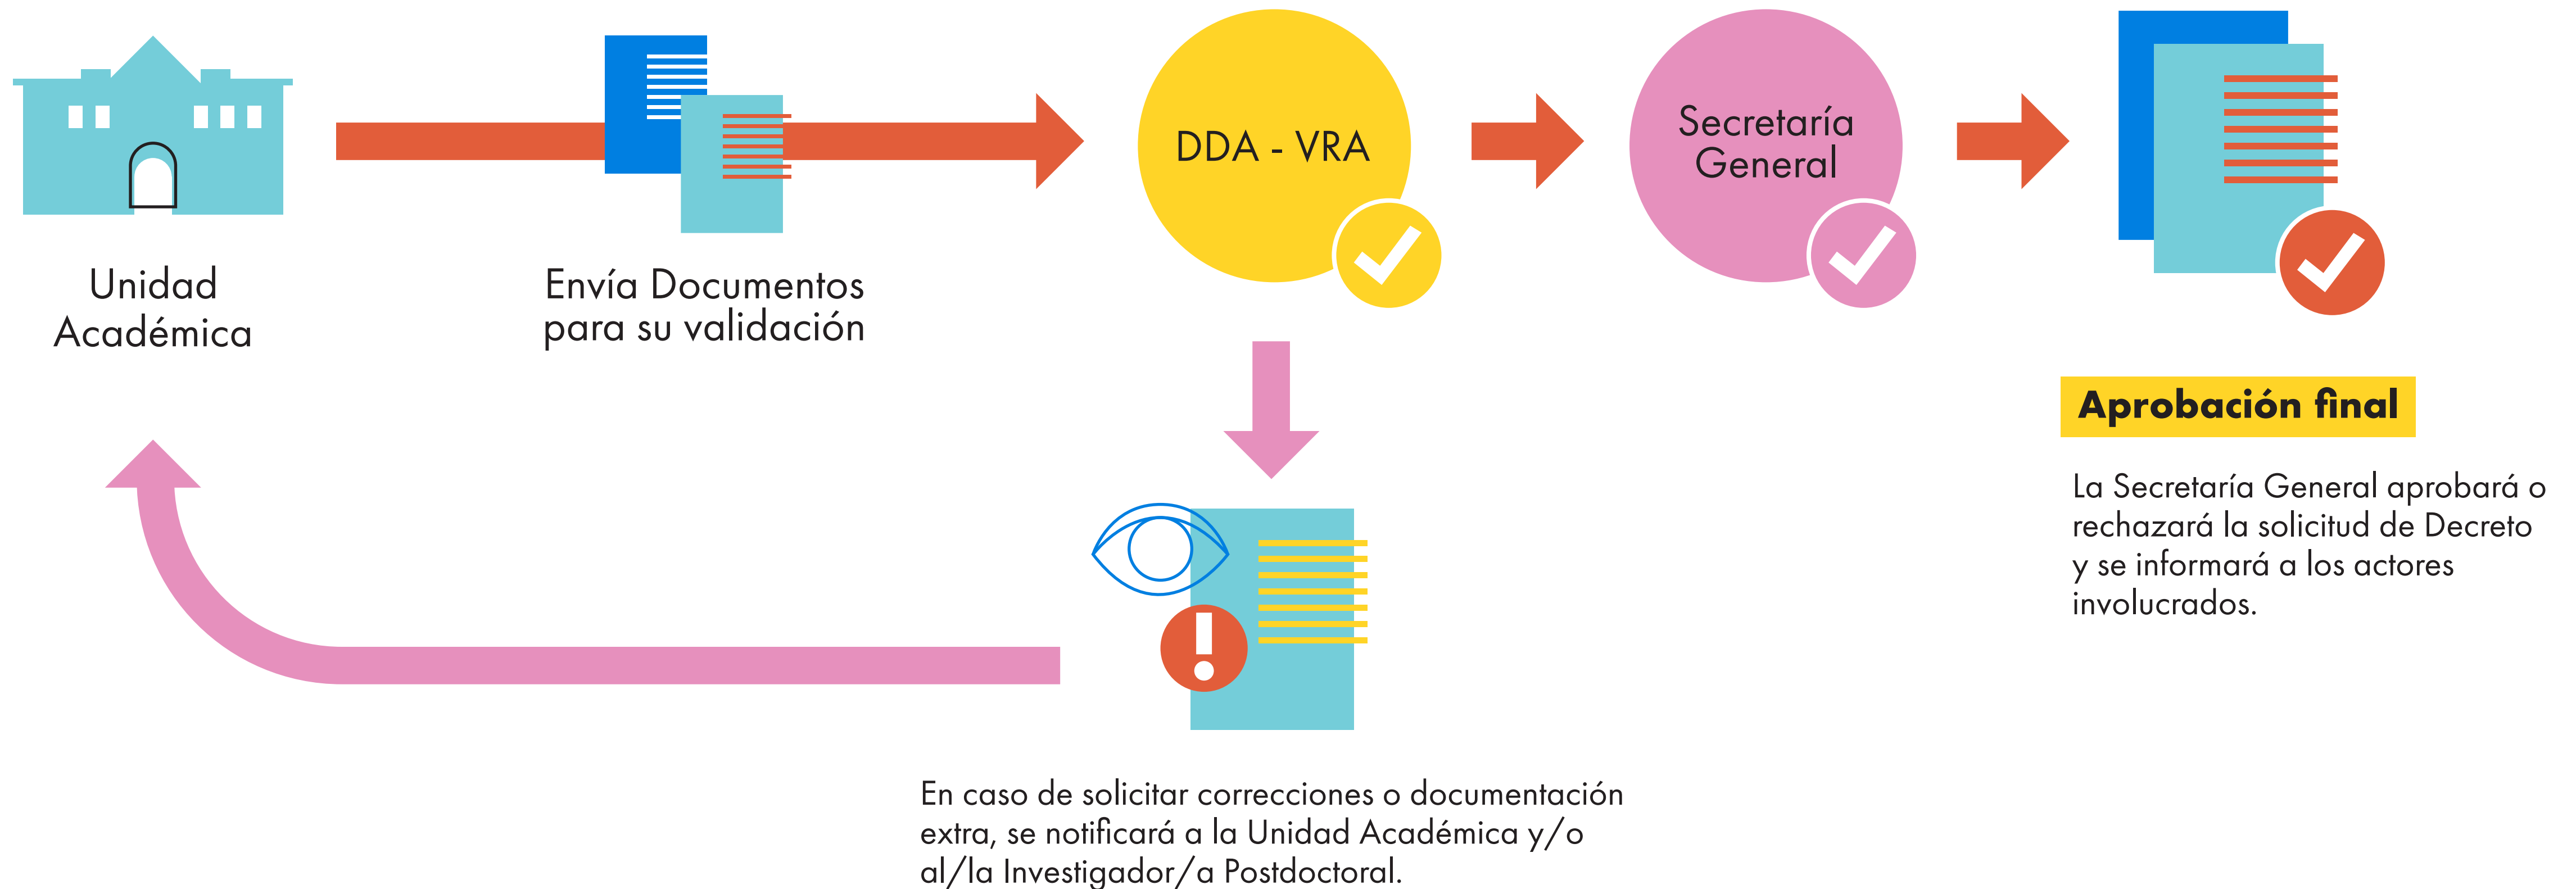 Unidad
Académica
Envía Documentos
para su validación
DDA - VRA
Secretaría
General
Aprobación final
La Secretaría General aprobará o
rechazará la solicitud de Decreto
y se informará a los actores
involucrados.
En caso de solicitar correcciones o documentación
extra, se notificará a la Unidad Académica y/o
al/la Investigador/a Postdoctoral.